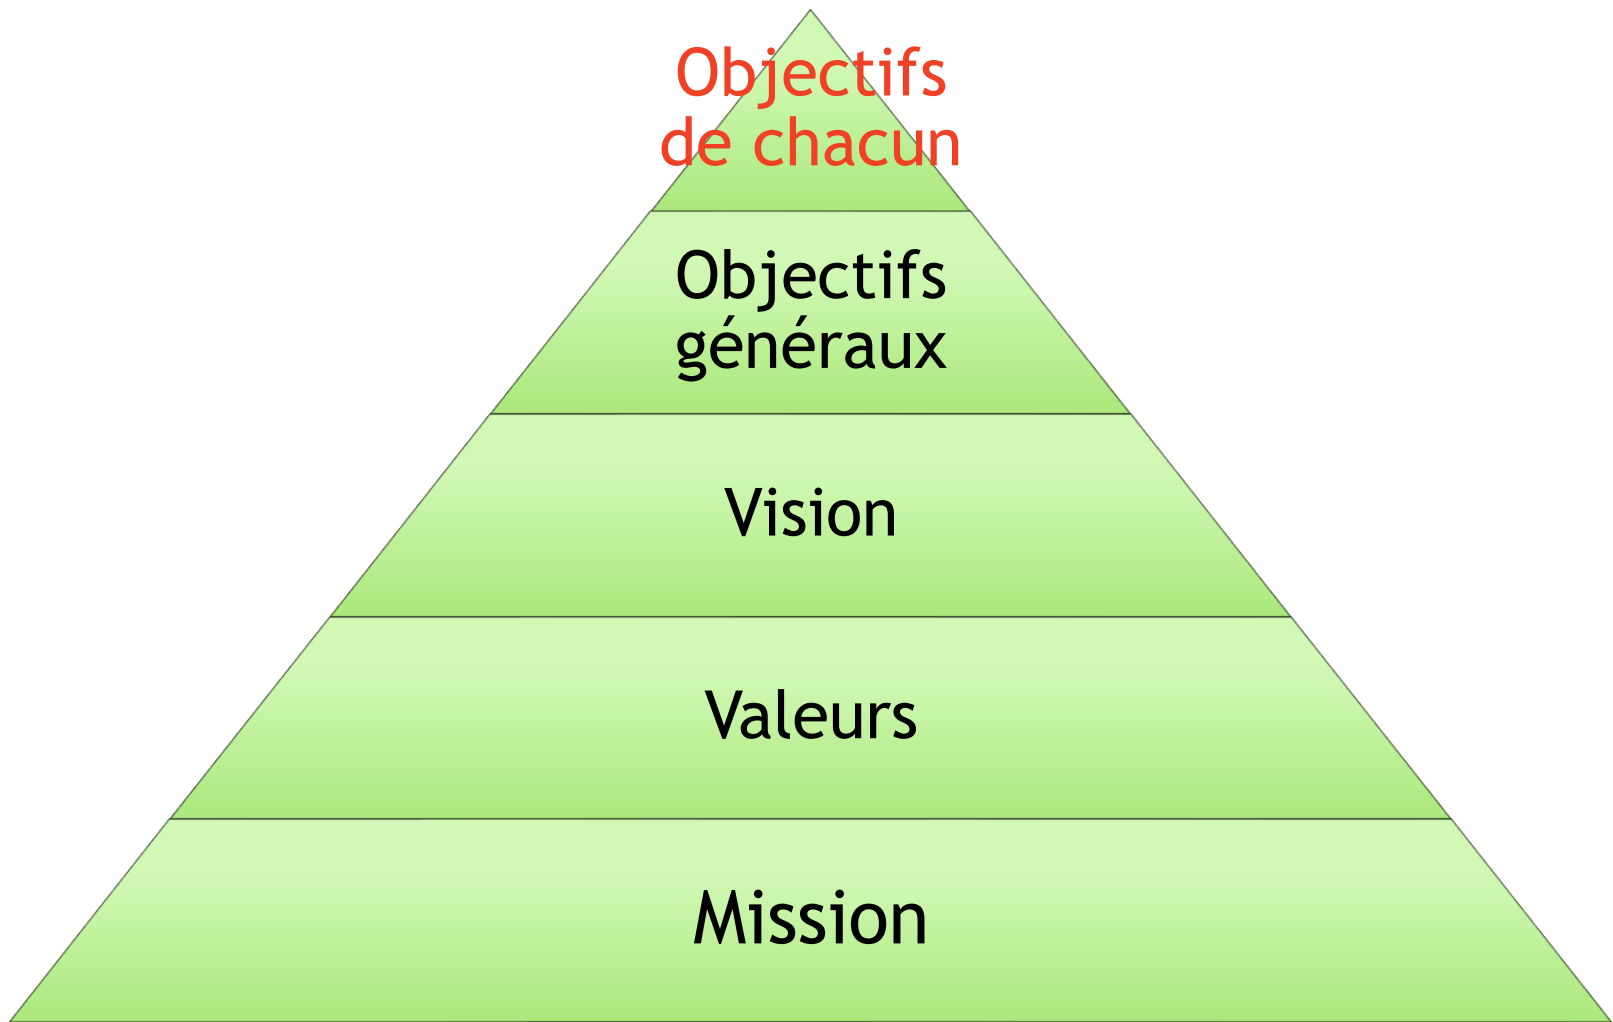 Objectifs
de chacun
Objectifs
généraux
Vision
Valeurs
Mission